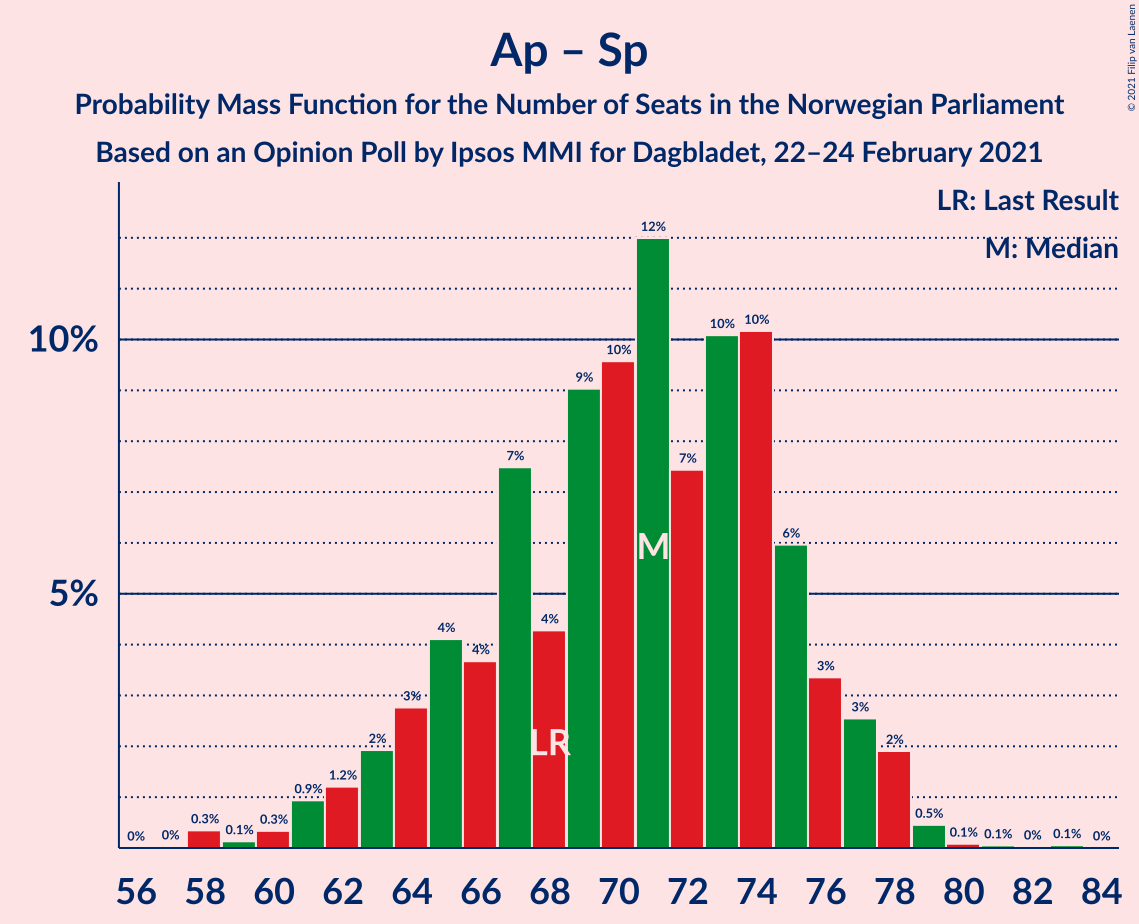 Ap – Sp
Probability Mass Function for the Number of Seats in the Norwegian Parliament
Based on an Opinion Poll by Ipsos MMI for Dagbladet, 22–24 February 2021
© 2021 Filip van Laenen
LR: Last Result
M: Median
10%
5%
0% 0% 0.3% 0.1% 0.3% 0.9% 1.2% 2% 3% 4% 4% 7% 4% 9% 10% 12% 7% 10% 10% 6% 3% 3% 2% 0.5% 0.1% 0.1% 0% 0.1% 0%
M
LR
56 58 60 62 64 66 68 70 72 74 76 78 80 82 84